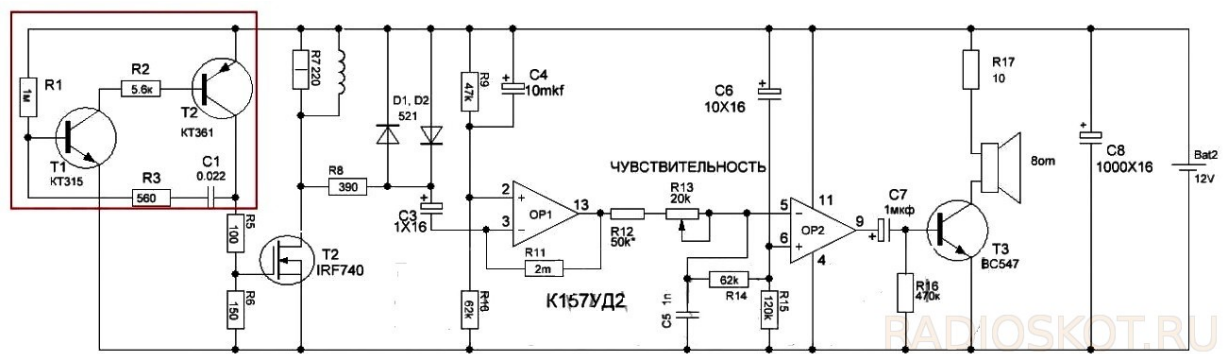 R1
1м
R2
5.6к
T2
КТ361
T1
КТ315
R3
560
C1
0.022
R5
100
R6
150
T2
IRF740
R7 220
R8
390
D1, D2
521
C3
1X16
R9
47k
C4
10mkf
2
3
13
OP1
R11
2m
62k
R12
50k*
ЧУВСТВИТЕЛЬНОСТЬ
R13
20k
К157УД2
C5 1n
62k
R14
R15
120k
C6
10X16
5
6
11
OP2
9
4
C7
1мкф
R16
470k
T3
BC547
R17
10
8om
C8
1000X16
Bat2
12V
RADIOSKOT.RU